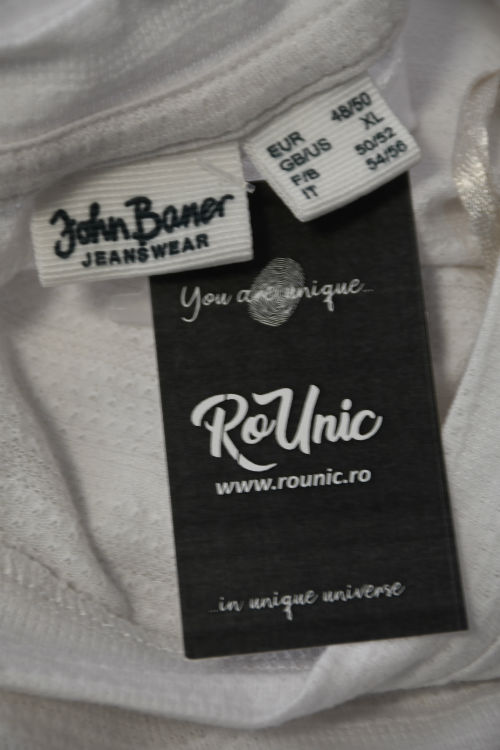 John Baner
JEANSWEAR
EUR 48/50
GB/US XL
F/B 50/52
IT 54/56
You are unique...
RoUnic
www.rounic.ro
...in unique universe